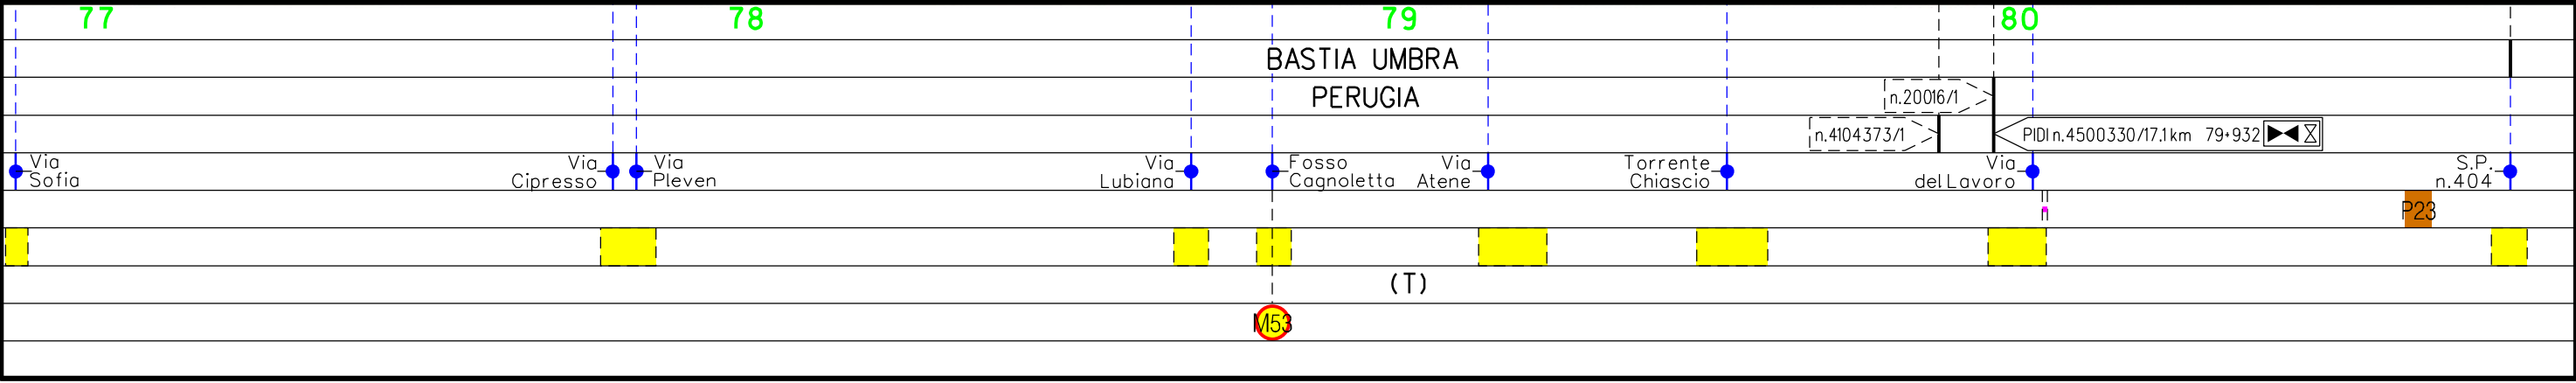 77 78 79 80
BASTIA UMBRA
PERUGIA
n.20016/1
n.4104373/1
PIDI n.4500330/17.1 km 79+932
Via
Sofia
Via
Cipresso
Via
Pleven
Via
Lubiana
Fosso
Cagnoletta
Via
Atene
Torrente
Chiascio
Via
del Lavoro
S.P.
n.404
P23
(T)
M53